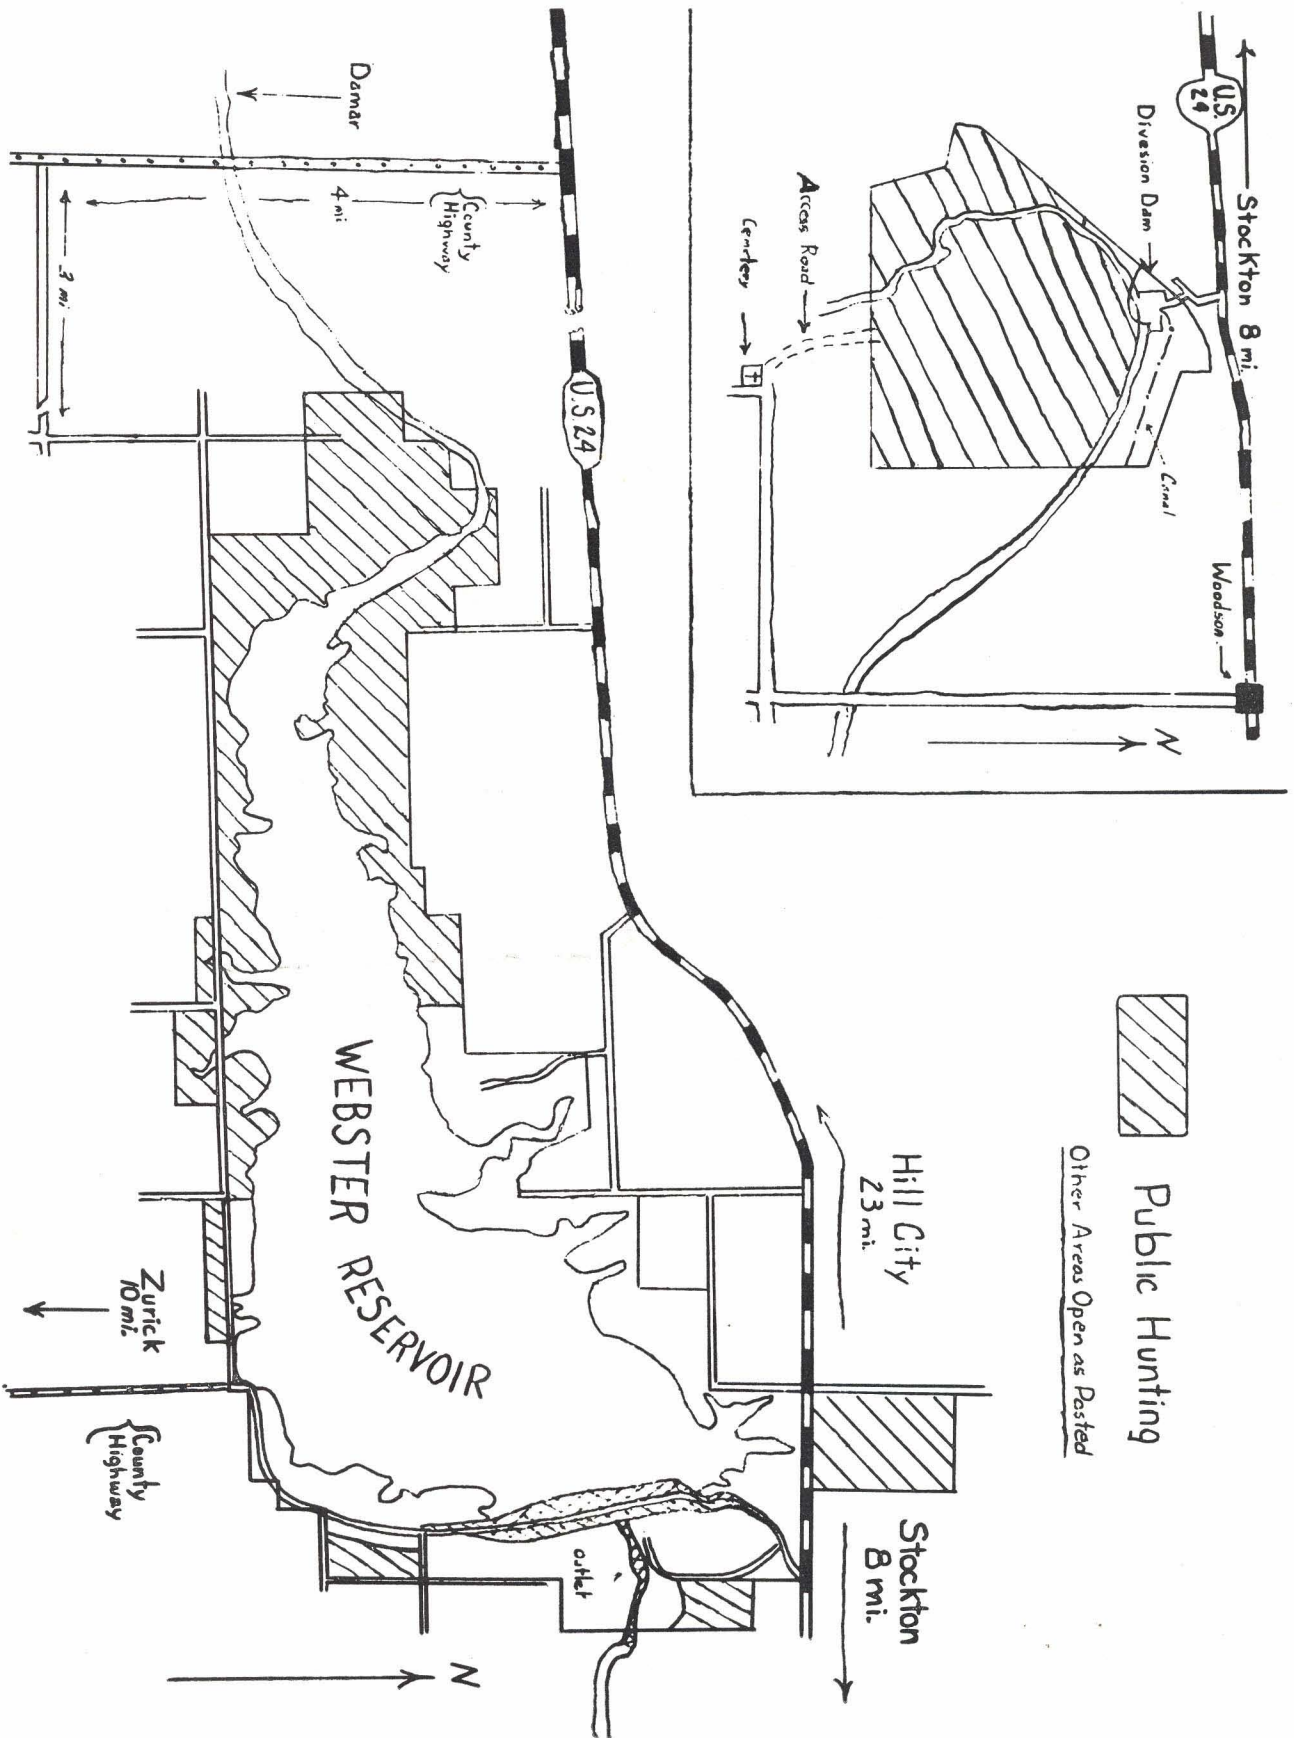 Stockton 8 mi.
U.S.
24
Division Dam
Access Road
Cemetery
Canal
Woodson
N
Damar
County
Highway
4 mi
3 mi
U.S. 24
Public Hunting
Other Areas Open as Posted
Hill City
23 mi.
WEBSTER RESERVOIR
Zurick
10 mi.
County
Highway
outlet
Stockton
8 mi.
N